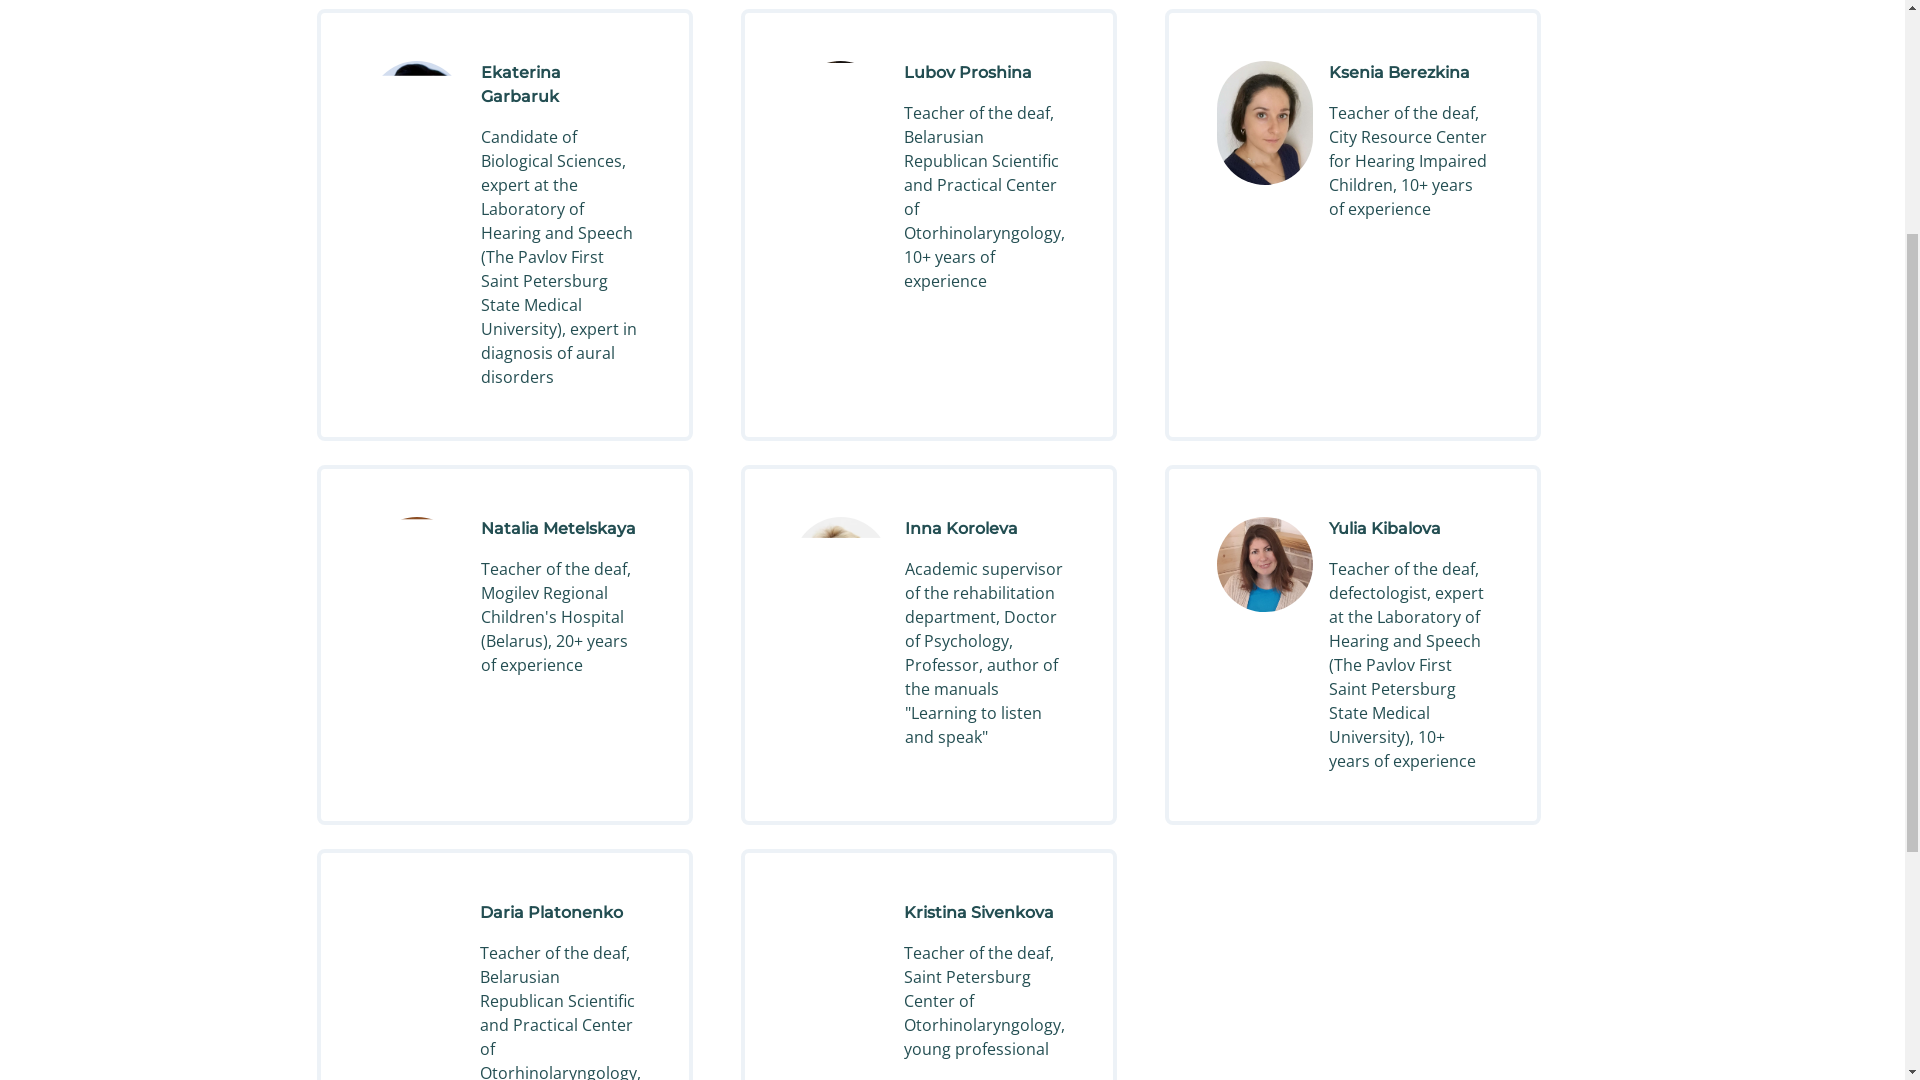 Ekaterina
Garbaruk
Candidate of
Biological Sciences,
expert at the
Laboratory of
Hearing and Speech
(The Pavlov First
Saint Petersburg
State Medical
University), expert in
diagnosis of aural
disorders
Lubov Proshina
Teacher of the deaf,
Belarusian
Republican Scientific
and Practical Center
of
Otorhinolaryngology,
10+ years of
experience
Ksenia Berezkina
Teacher of the deaf,
City Resource Center
for Hearing Impaired
Children, 10+ years
of experience
Natalia Metelskaya
Teacher of the deaf,
Mogilev Regional
Children's Hospital
(Belarus), 20+ years
of experience
Inna Koroleva
Academic supervisor
of the rehabilitation
department, Doctor
of Psychology,
Professor, author of
the manuals
"Learning to listen
and speak"
Yulia Kibalova
Teacher of the deaf,
defectologist, expert
at the Laboratory of
Hearing and Speech
(The Pavlov First
Saint Petersburg
State Medical
University), 10+
years of experience
Daria Platonenko
Teacher of the deaf,
Belarusian
Republican Scientific
and Practical Center
of
Otorhinolaryngology,
Kristina Sivenkova
Teacher of the deaf,
Saint Petersburg
Center of
Otorhinolaryngology,
young professional